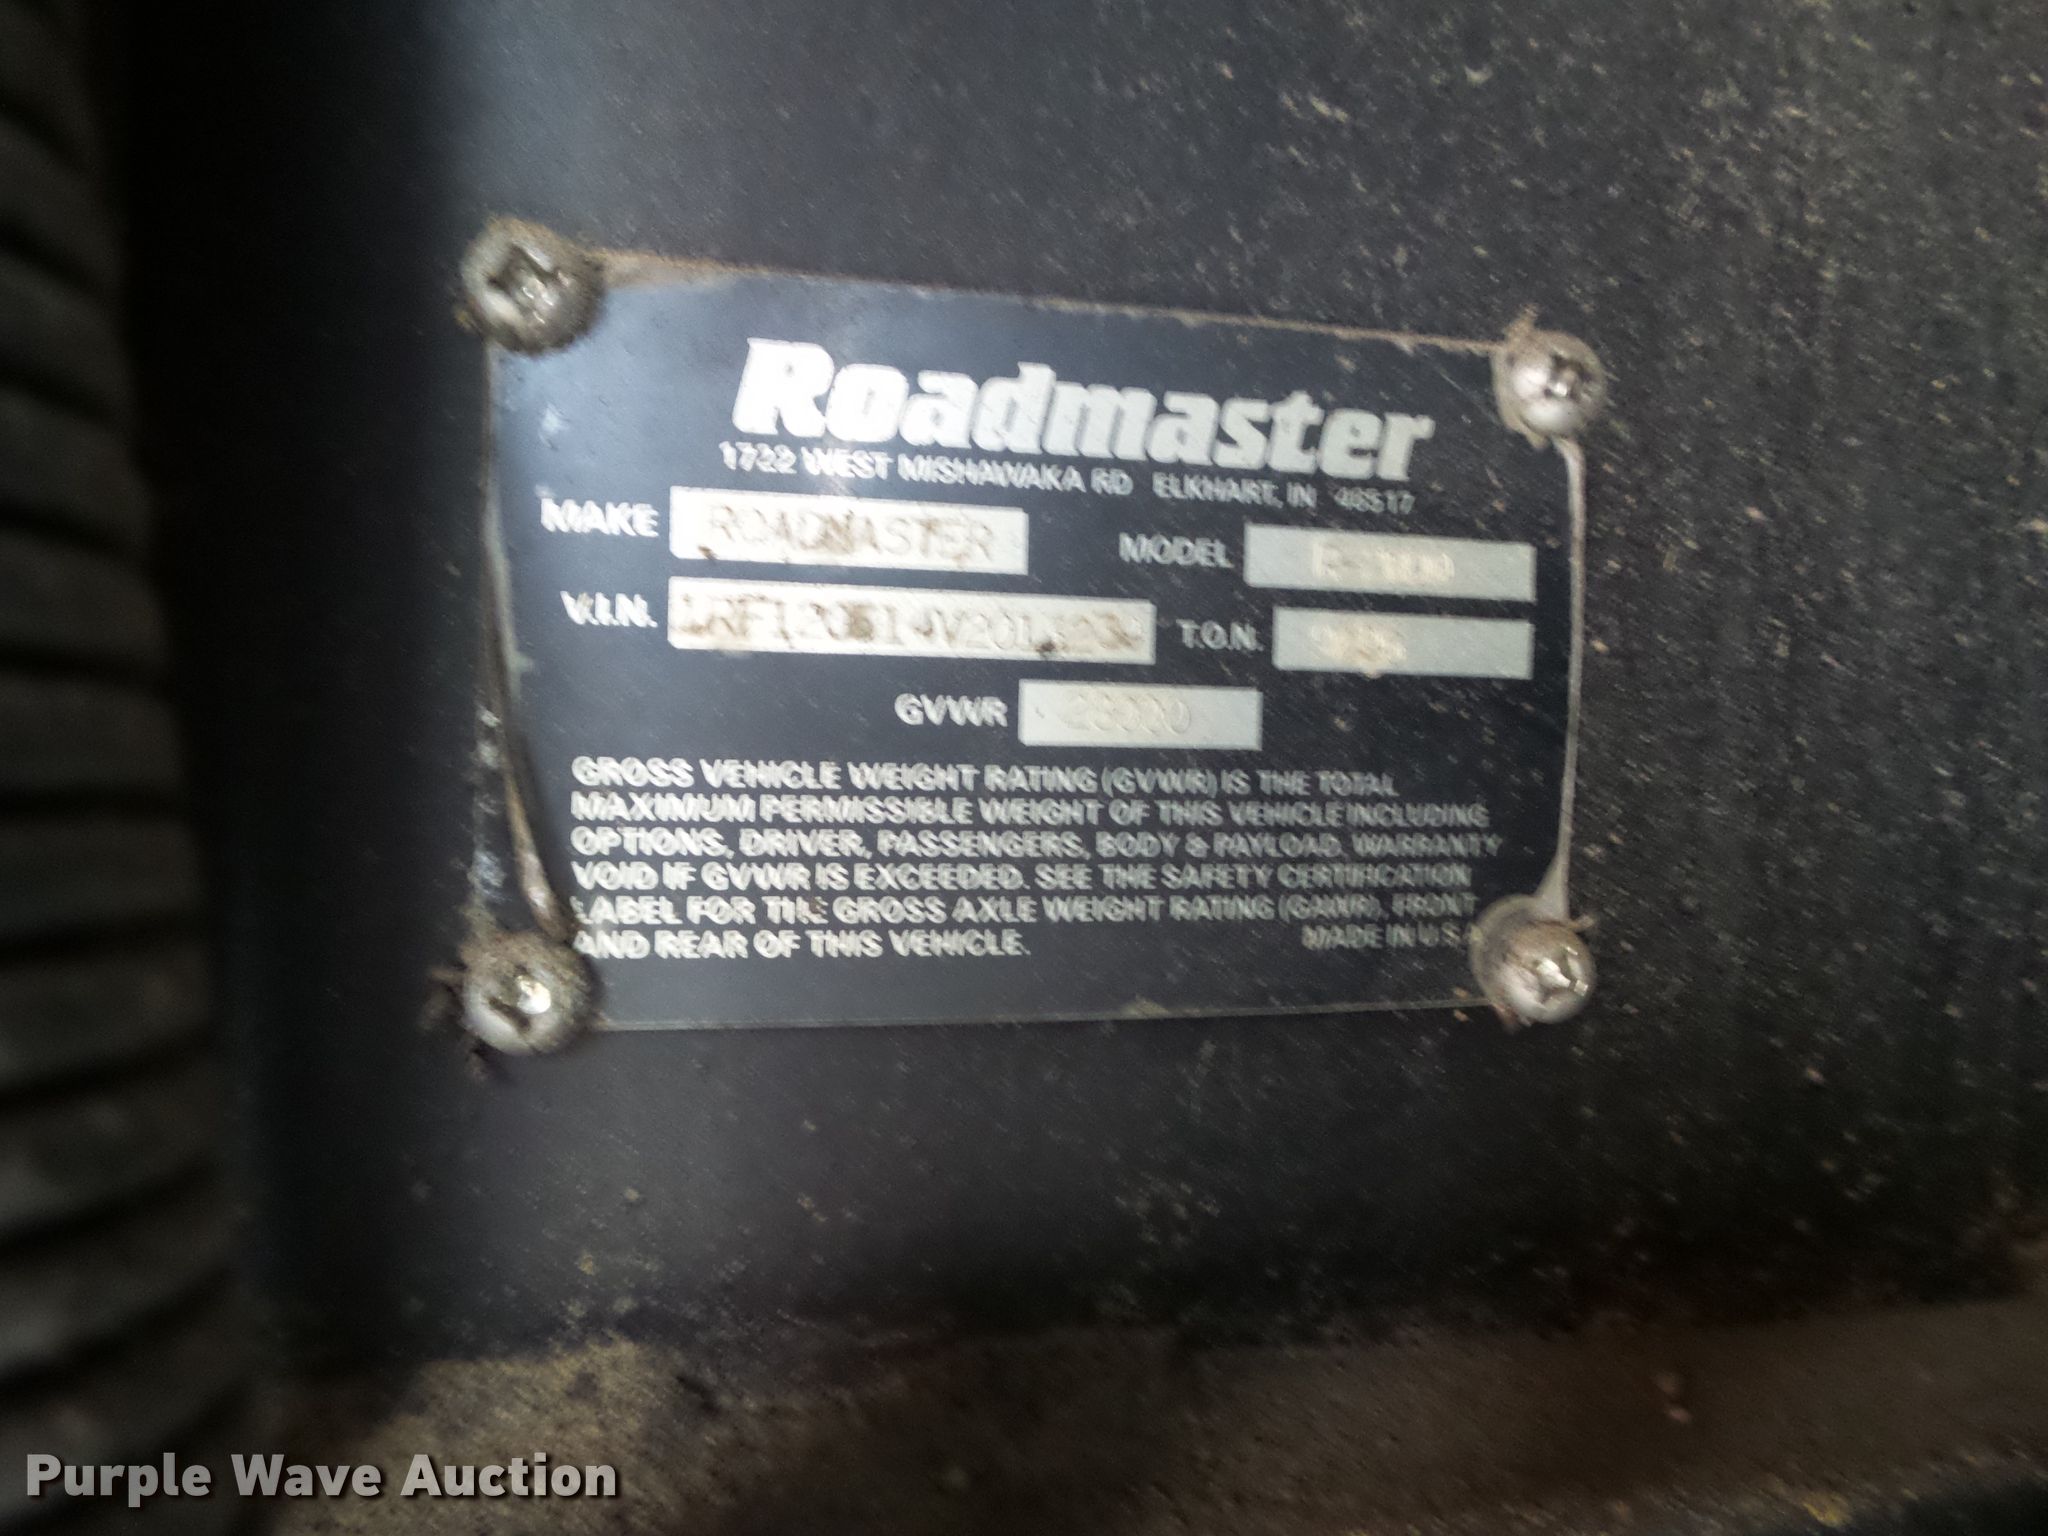 Roadmaster
1722 WEST MISHAWAKA RD ELKHART, IN 46517
MAKE ROADMASTER MODEL
V.I.N. T.O.N.
GVWR
GROSS VEHICLE WEIGHT RATING (GVWR) IS THE TOTAL
MAXIMUM PERMISSIBLE WEIGHT OF THIS VEHICLE INCLUDING
OPTIONS, DRIVER, PASSENGERS, BODY & PAYLOAD. WARRANTY
VOID IF GVWR IS EXCEEDED. SEE THE SAFETY CERTIFICATION
LABEL FOR THE GROSS AXLE WEIGHT RATING (GAWR), FRONT
AND REAR OF THIS VEHICLE. MADE IN U S A
Purple Wave Auction